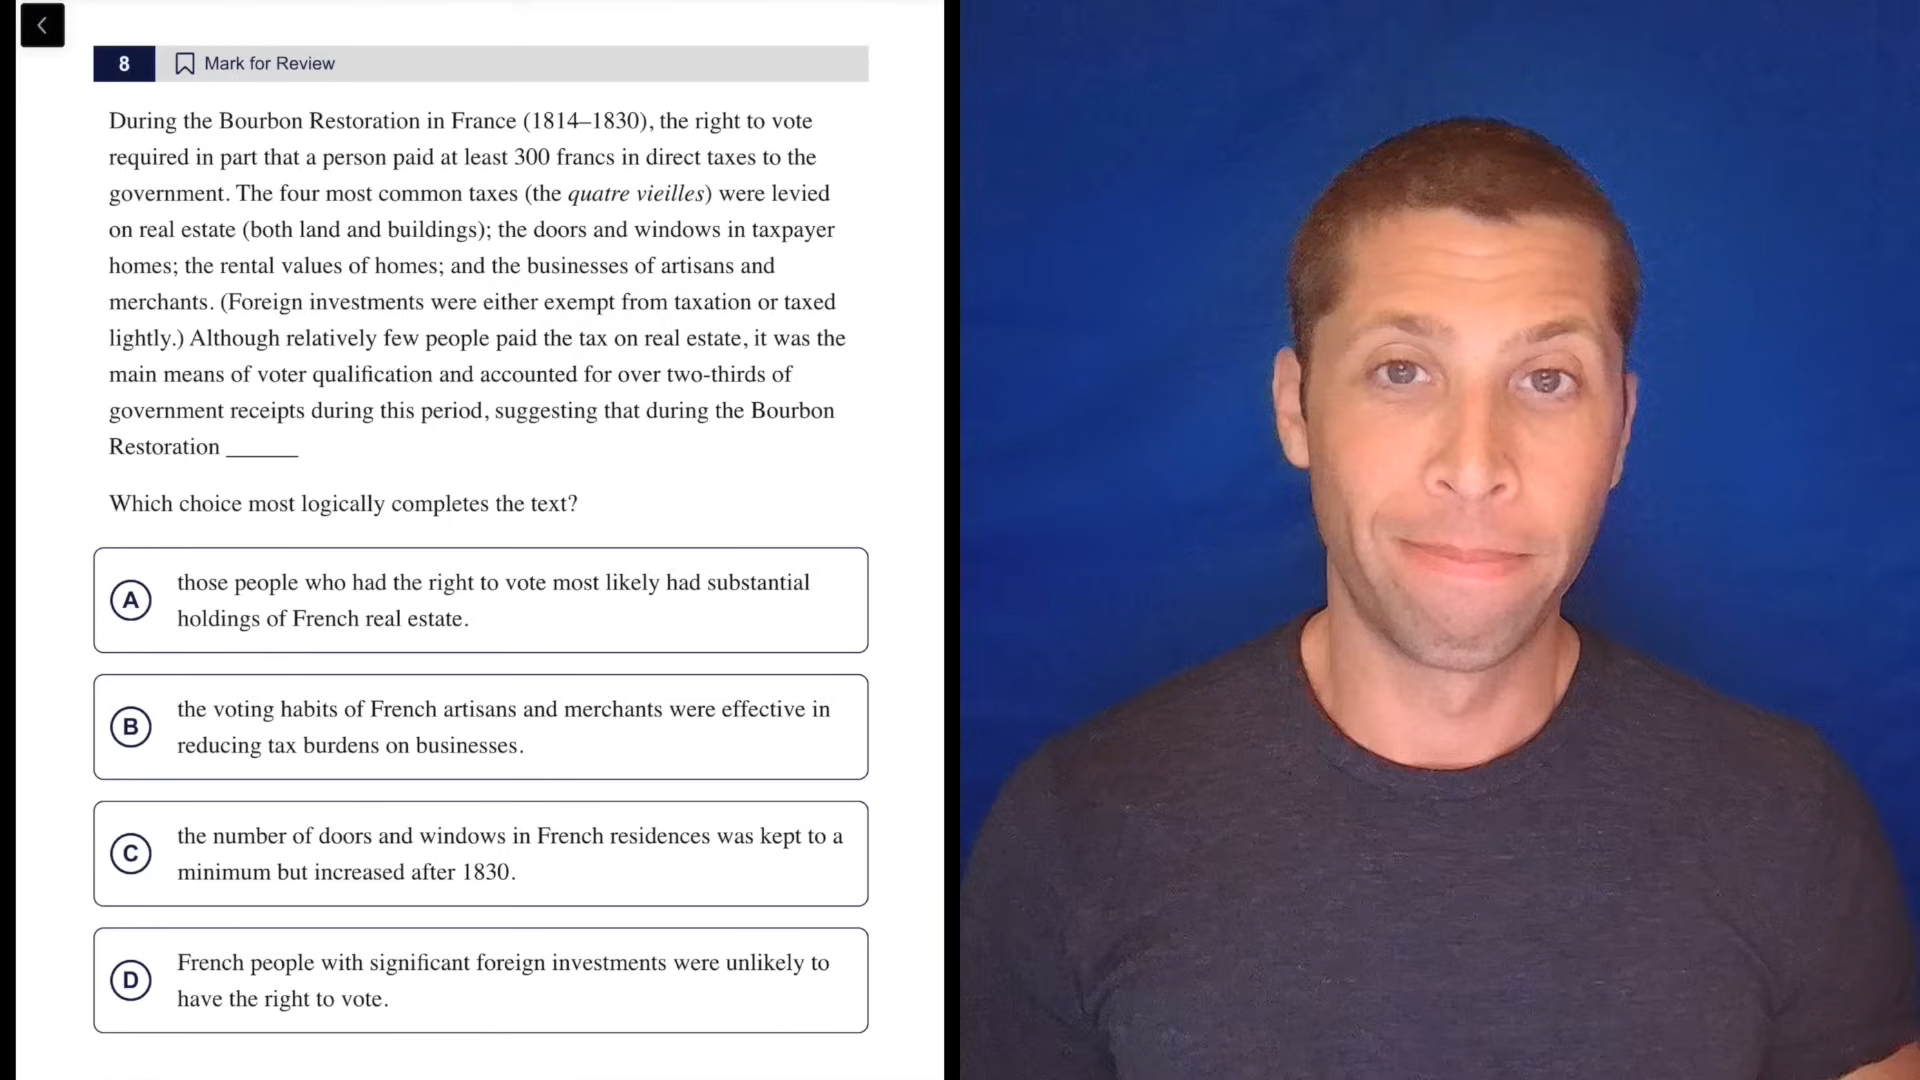 8 Mark for Review
During the Bourbon Restoration in France (1814–1830), the right to vote
required in part that a person paid at least 300 francs in direct taxes to the
government. The four most common taxes (the quatre vieilles) were levied
on real estate (both land and buildings); the doors and windows in taxpayer
homes; the rental values of homes; and the businesses of artisans and
merchants. (Foreign investments were either exempt from taxation or taxed
lightly.) Although relatively few people paid the tax on real estate, it was the
main means of voter qualification and accounted for over two-thirds of
government receipts during this period, suggesting that during the Bourbon
Restoration ______
Which choice most logically completes the text?
A those people who had the right to vote most likely had substantial
holdings of French real estate.
B the voting habits of French artisans and merchants were effective in
reducing tax burdens on businesses.
C the number of doors and windows in French residences was kept to a
minimum but increased after 1830.
D French people with significant foreign investments were unlikely to
have the right to vote.